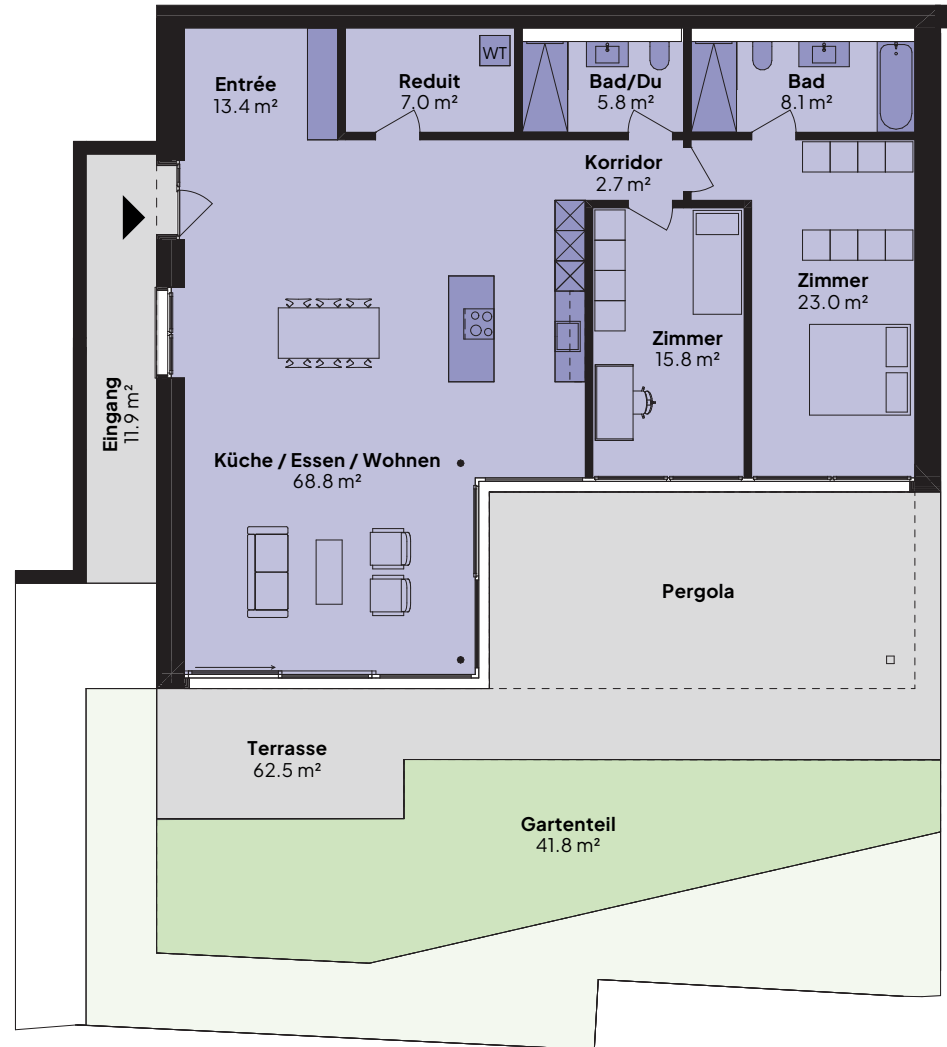 Entrée
13.4 m²
Reduit
7.0 m²
WT
Bad/Du
5.8 m²
Bad
8.1 m²
Korridor
2.7 m²
Zimmer
23.0 m²
Zimmer
15.8 m²
Eingang
11.9 m²
Küche / Essen / Wohnen
68.8 m²
Pergola
Terrasse
62.5 m²
Gartenteil
41.8 m²